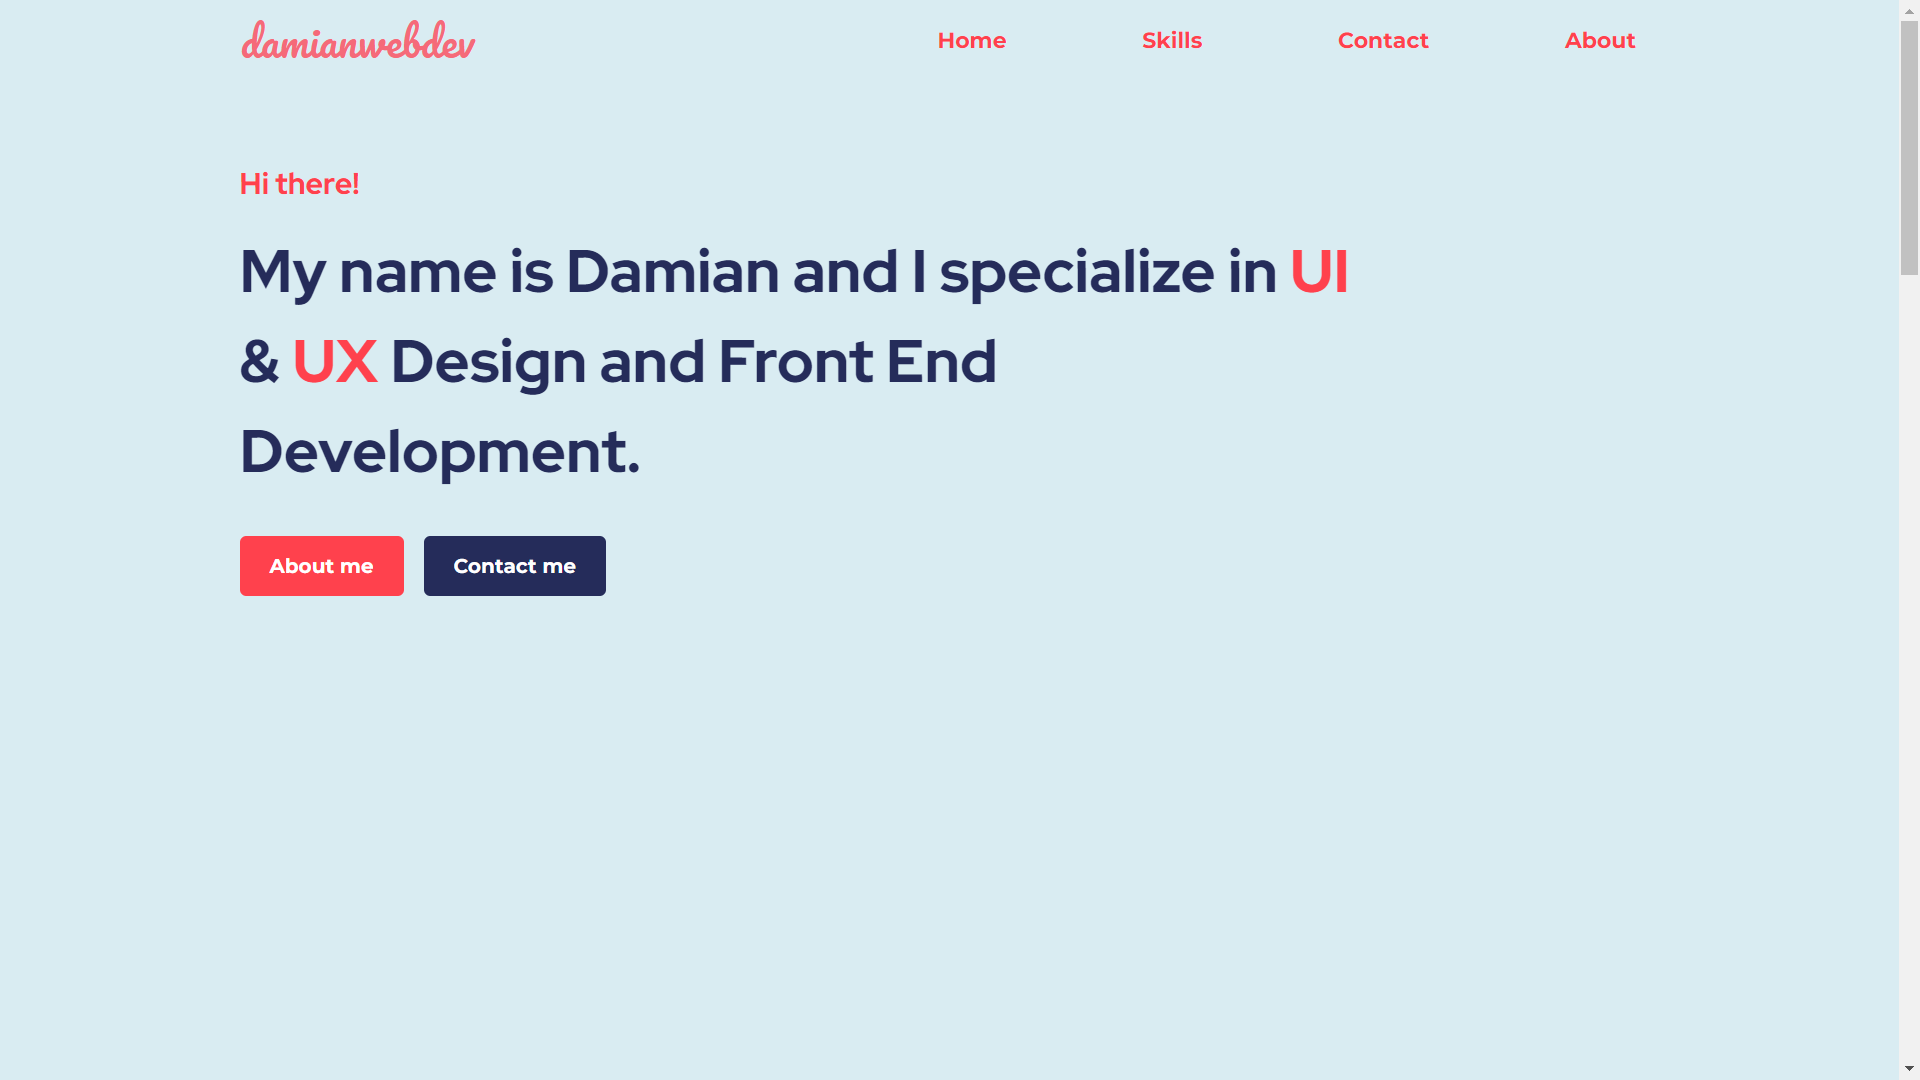 damianwebdev
Home
Skills
Contact
About
Hi there!
My name is Damian and I specialize in UI
& UX Design and Front End
Development.
About me
Contact me